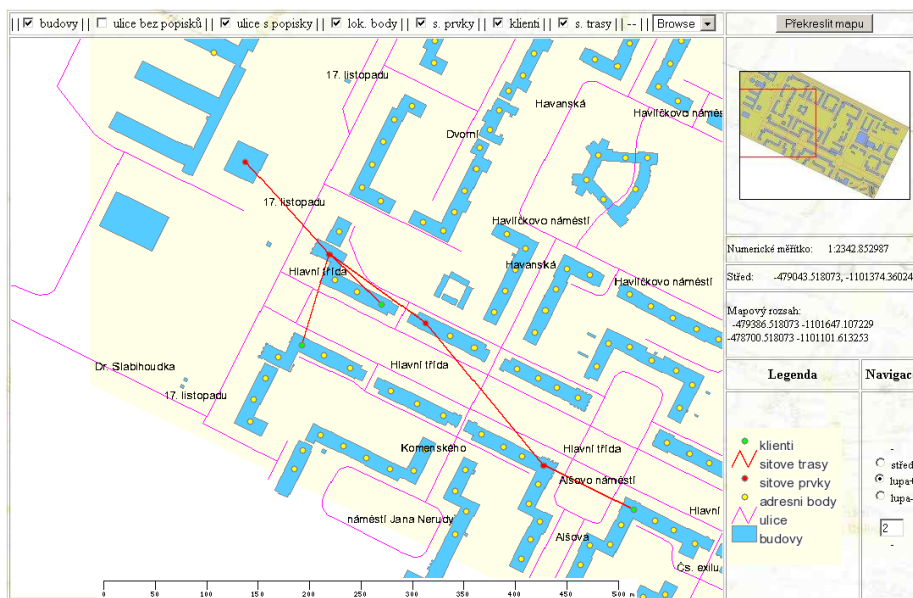 || budovy || ulice bez popisků || ulice s popisky || lok. body || s. prvky || klienti || s. trasy || -- || Browse
Překreslit mapu
17. listopadu
Havanská
Havlíčkovo náměs
Dvorní
17. listopadu
Havlíčkovo náměstí
Hlavní třída
Havanská
Havlíčkovo náměstí
Hlavní třída
Dr. Slabihoudka
17. listopadu
Komenského
Hlavní třída
Alšovo náměstí
Hlavní
náměstí Jana Nerudy
Alšova
Čs. exilu
0 50 100 150 200 250 300 350 400 450 500 m
Numerické měřítko: 1:2342.852987
Střed: -479043.518073, -1101374.36024
Mapový rozsah:
-479386.518073 -1101647.107229
-478700.518073 -1101101.613253
Legenda
klienti
sitove trasy
sitove prvky
adresni body
ulice
budovy
Navigac
-
střed
lupa+
lupa-
2
-